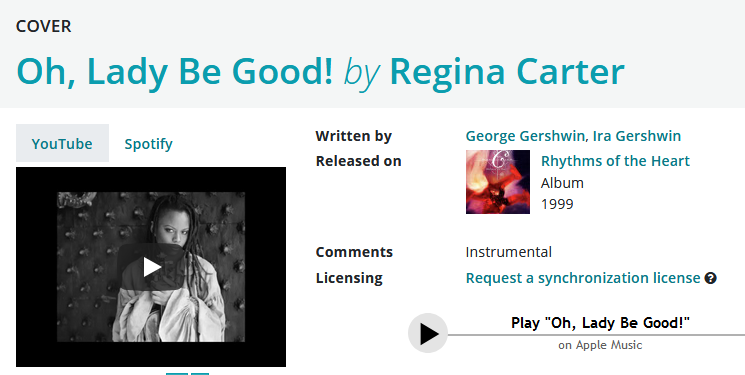 COVER
Oh, Lady Be Good! by Regina Carter
YouTube
Spotify
Written by
George Gershwin, Ira Gershwin
Released on
Rhythms of the Heart
Album
1999
Comments
Instrumental
Licensing
Request a synchronization license ?
Play "Oh, Lady Be Good!"
on Apple Music